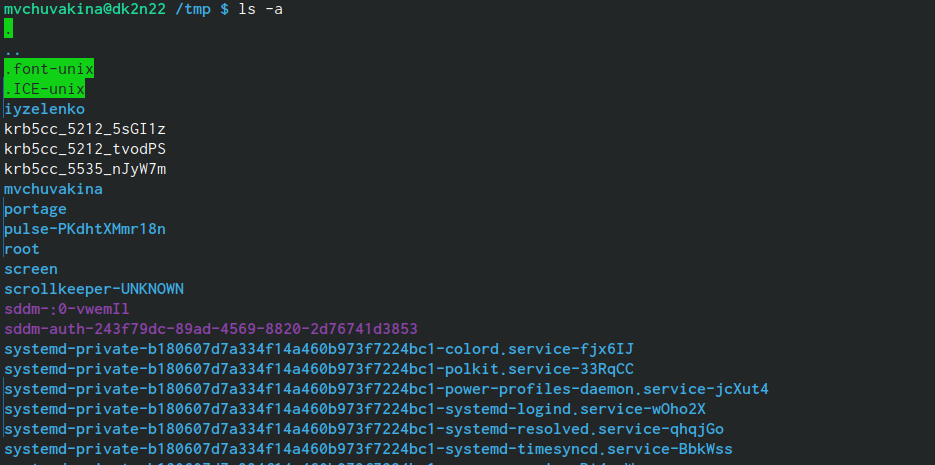 mvchuvakina@dk2n22 /tmp $ ls -a
.
..
.font-unix
.ICE-unix
iyzelenko
krb5cc_5212_5sGI1z
krb5cc_5212_tvodPS
krb5cc_5535_nJyW7m
mvchuvakina
portage
pulse-PKdhtXMmr18n
root
screen
scrollkeeper-UNKNOWN
sddm-:0-vwemIl
sddm-auth-243f79dc-89ad-4569-8820-2d76741d3853
systemd-private-b180607d7a334f14a460b973f7224bc1-colord.service-fjx6IJ
systemd-private-b180607d7a334f14a460b973f7224bc1-polkit.service-33RqCC
systemd-private-b180607d7a334f14a460b973f7224bc1-power-profiles-daemon.service-jcXut4
systemd-private-b180607d7a334f14a460b973f7224bc1-systemd-logind.service-wOho2X
systemd-private-b180607d7a334f14a460b973f7224bc1-systemd-resolved.service-qhqjGo
systemd-private-b180607d7a334f14a460b973f7224bc1-systemd-timesyncd.service-BbkWss